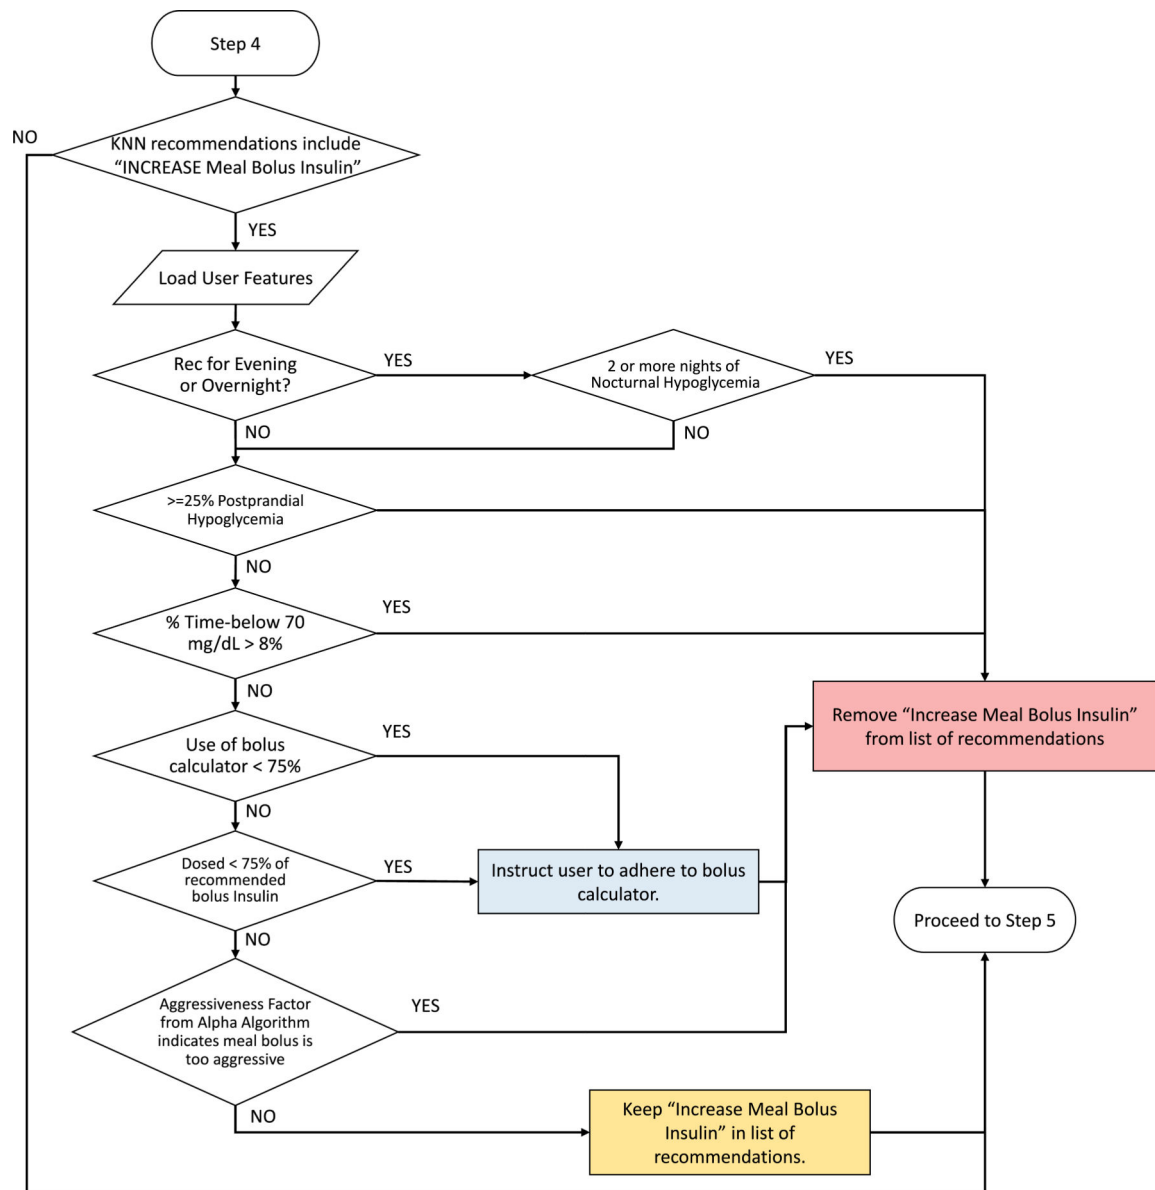 Step 4
NO
KNN recommendations include
“INCREASE Meal Bolus Insulin”
YES
Load User Features
Rec for Evening
or Overnight?
YES
2 or more nights of
Nocturnal Hypoglycemia
YES
NO
NO
>=25% Postprandial
Hypoglycemia
NO
% Time-below 70
mg/dL > 8%
YES
NO
Remove “Increase Meal Bolus Insulin”
from list of recommendations
Use of bolus
calculator < 75%
YES
NO
Dosed < 75% of
recommended
bolus Insulin
YES
Instruct user to adhere to bolus
calculator.
Proceed to Step 5
NO
Aggressiveness Factor
from Alpha Algorithm
indicates meal bolus is
too aggressive
YES
NO
Keep “Increase Meal Bolus
Insulin” in list of
recommendations.